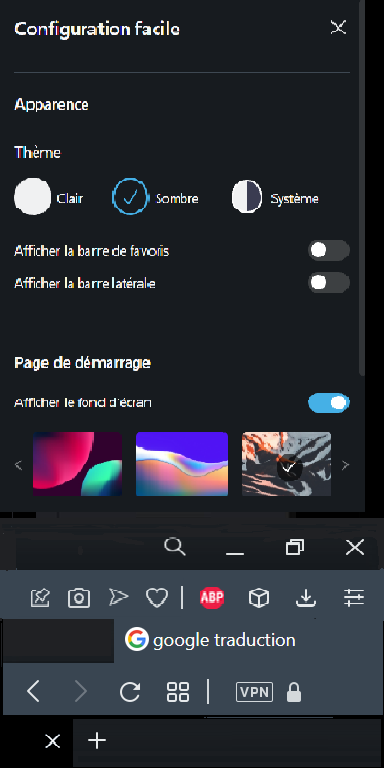 Configuration facile
Apparence
Thème
Clair
Sombre
Système
Afficher la barre de favoris
Afficher la barre latérale
Page de démarrage
Afficher le fond d'écran
ABP
google traduction
VPN